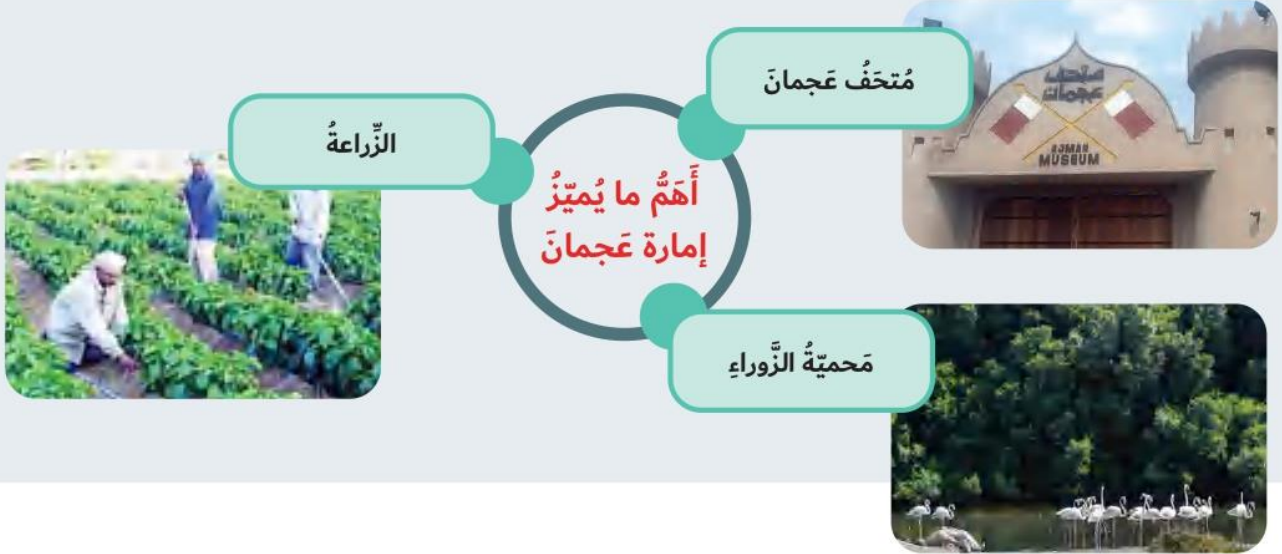 مُتحَفُ عَجمانَ
متحف
عجمان
AJMAN
MUSEUM
الزِّراعةُ
أَهَمُّ ما يُميّزُ
إمارة عَجمانَ
مَحميّةُ الزَّوراءِ